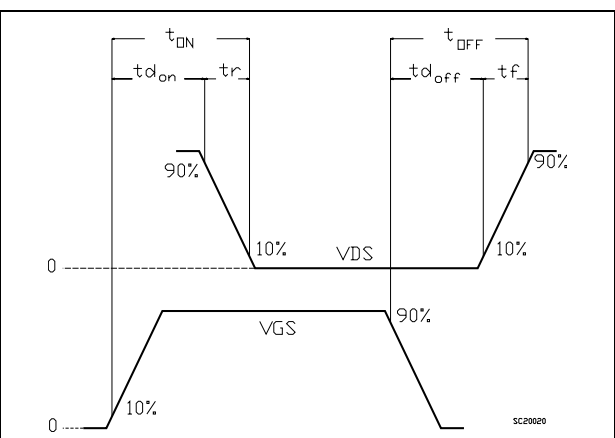 tON tOFF
tdon tr tdoff tf
90% 90%
10% VDS 10%
0
90%
VGS
10%
0 SC20020